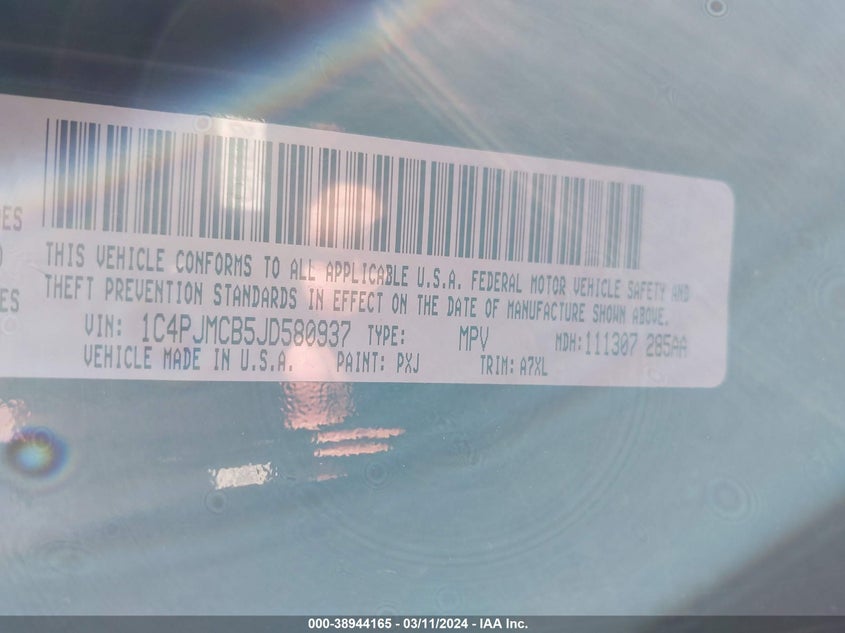 DES
THIS VEHICLE CONFORMS TO ALL APPLICABLE U.S.A. FEDERAL MOTOR VEHICLE SAFETY AND
ES
THEFT PREVENTION STANDARDS IN EFFECT ON THE DATE OF MANUFACTURE SHOWN ABOVE.
VIN: 1C4PJMCB5JD580937 TYPE: MPV MDH:111307 285AA
VEHICLE MADE IN U.S.A. PAINT: PXJ TRIM: A7XL
000-38944165 - 03/11/2024 - IAA Inc.